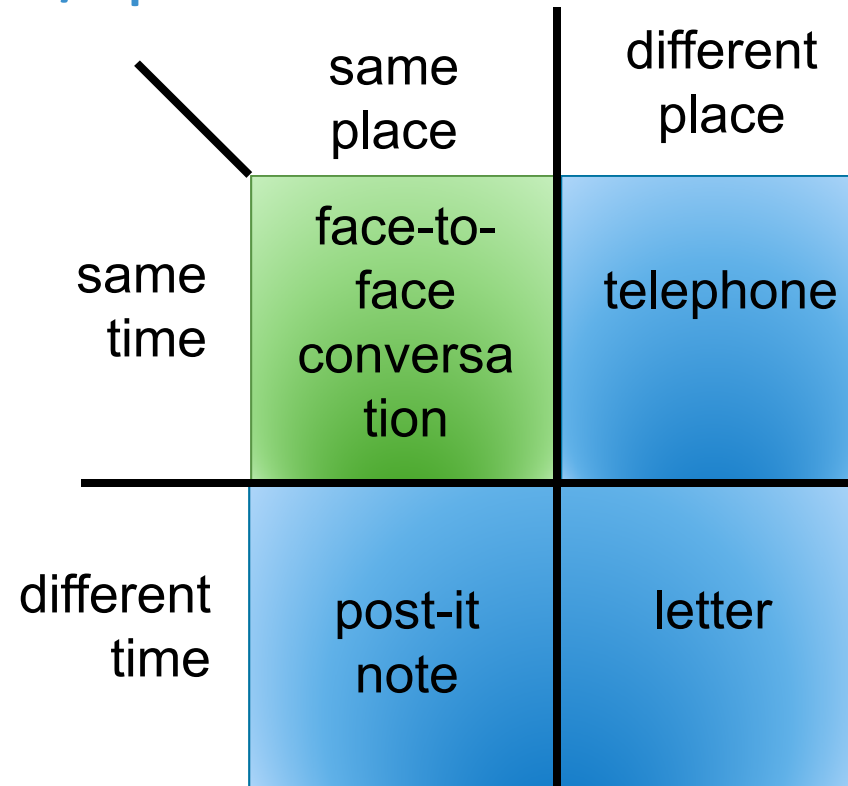 same
place
different
place
same
time
face-to-
face
conversa
tion
telephone
different
time
post-it
note
letter